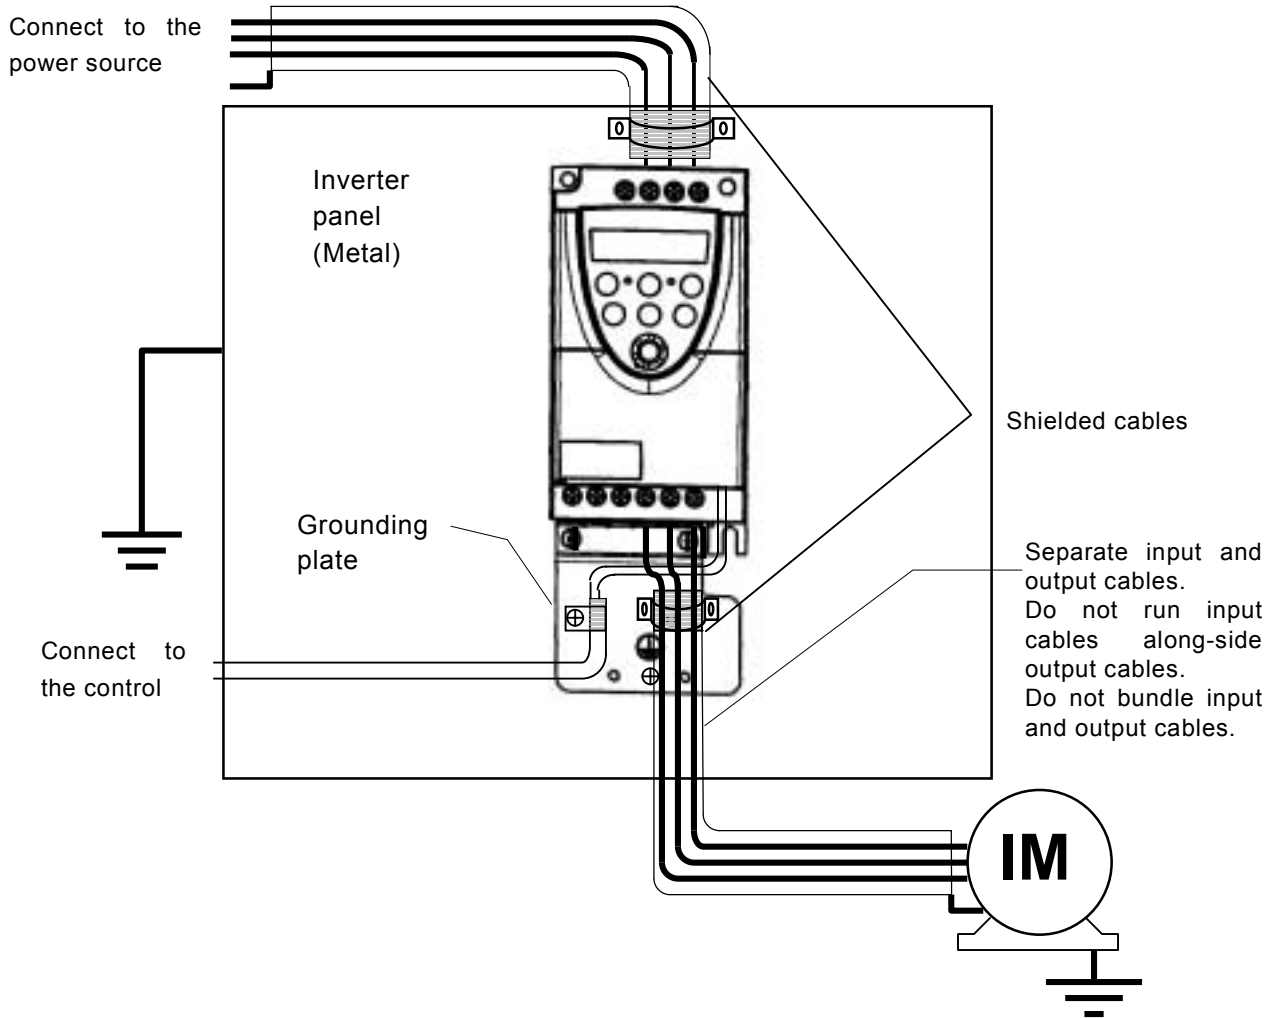 Connect to the
power source
Inverter
panel
(Metal)
Shielded cables
Grounding
plate
Separate input and
output cables.
Do not run input
cables along-side
output cables.
Do not bundle input
and output cables.
Connect to
the control
IM